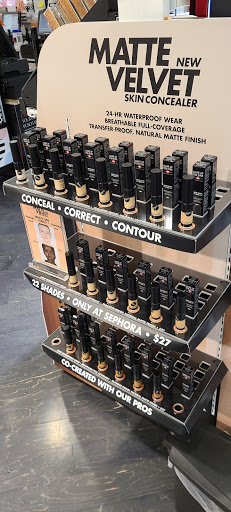 MATTE NEW
VELVET
SKIN CONCEALER
24-HR WATERPROOF WEAR
BREATHABLE FULL-COVERAGE
TRANSFER-PROOF, NATURAL MATTE FINISH
CONCEAL • CORRECT • CONTOUR
22 SHADES • ONLY AT SEPHORA • $27
CO-CREATED WITH OUR PROS